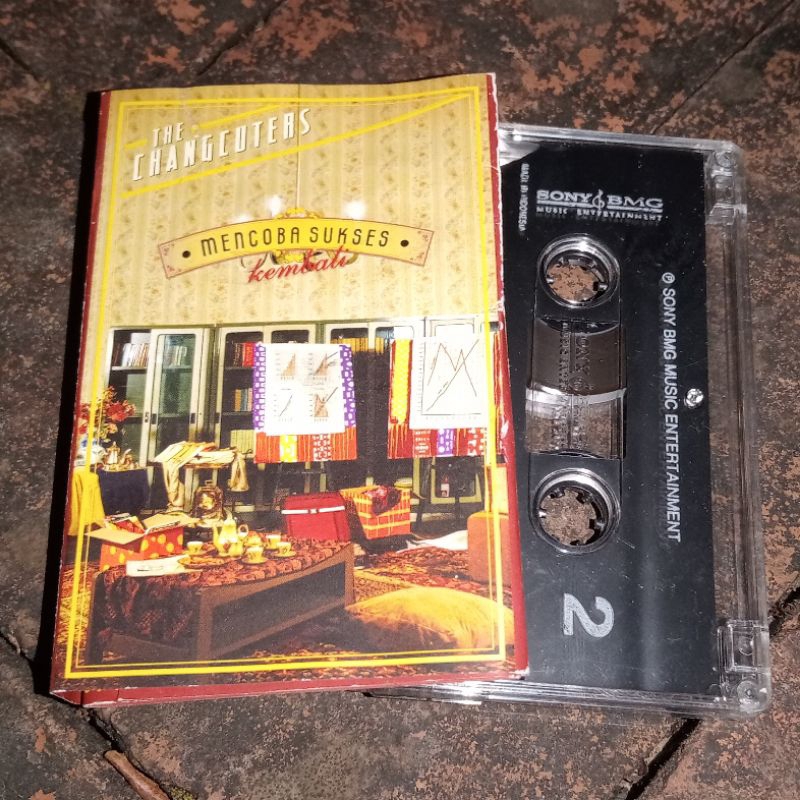 THE
CHANGCUTERS
MENCOBA SUKSES
kembali
MADE IN INDONESIA
SONY BMG
MUSIC ENTERTAINMENT
℗ SONY BMG MUSIC ENTERTAINMENT
2